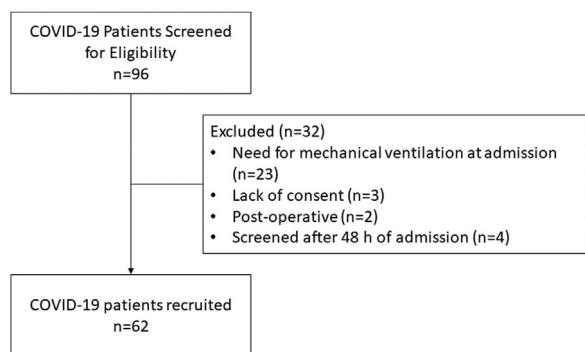 COVID-19 Patients Screened
for Eligibility
n=96
Excluded (n=32)
• Need for mechanical ventilation at admission
(n=23)
• Lack of consent (n=3)
• Post-operative (n=2)
• Screened after 48 h of admission (n=4)
COVID-19 patients recruited
n=62